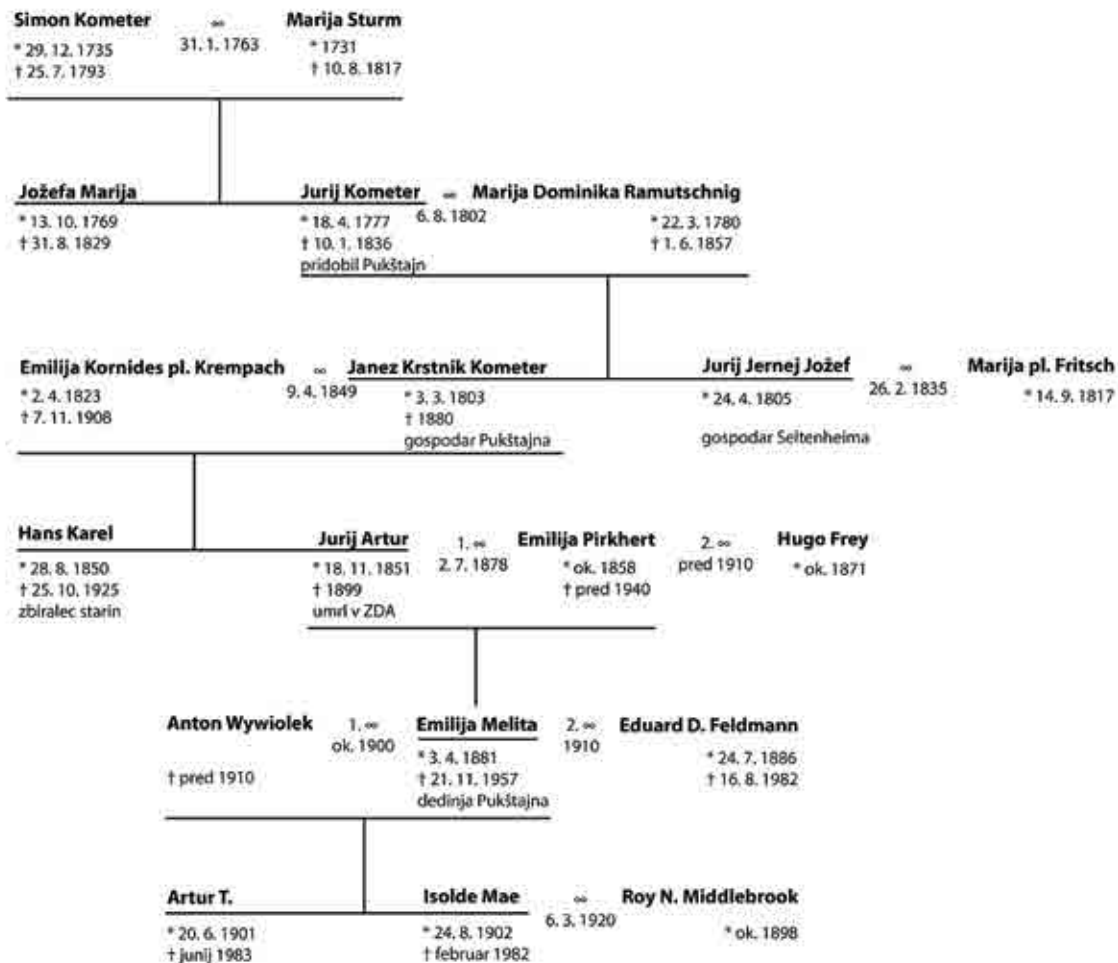 Simon Kometer ∞ Marija Sturm
31. 1. 1763
* 29. 12. 1735 * 1731
† 25. 7. 1793 † 10. 8. 1817
Jožefa Marija Jurij Kometer ∞ Marija Dominika Ramutschnig
6. 8. 1802
* 13. 10. 1769 * 18. 4. 1777 * 22. 3. 1780
† 31. 8. 1829 † 10. 1. 1836 † 1. 6. 1857
pridobil Pukštajn
Emilija Kornides pl. Krempach ∞ Janez Krstnik Kometer Jurij Jernej Jožef ∞ Marija pl. Fritsch
9. 4. 1849 26. 2. 1835
* 2. 4. 1823 * 3. 3. 1803 * 24. 4. 1805 * 14. 9. 1817
† 7. 11. 1908 † 1880
gospodar Pukštajna gospodar Seltenheima
Hans Karel Jurij Artur 1. ∞ Emilija Pirkhert 2. ∞ Hugo Frey
2. 7. 1878 pred 1910
* 28. 8. 1850 * 18. 11. 1851 * ok. 1858 * ok. 1871
† 25. 10. 1925 † 1899 † pred 1940
zbiralec starin umrl v ZDA
Anton Wywiolek 1. ∞ Emilija Melita 2. ∞ Eduard D. Feldmann
ok. 1900 1910
* 3. 4. 1881 * 24. 7. 1886
† pred 1910 † 21. 11. 1957 † 16. 8. 1982
dedinja Pukštajna
Artur T. Isolde Mae ∞ Roy N. Middlebrook
6. 3. 1920
* 20. 6. 1901 * 24. 8. 1902 * ok. 1898
† junij 1983 † februar 1982